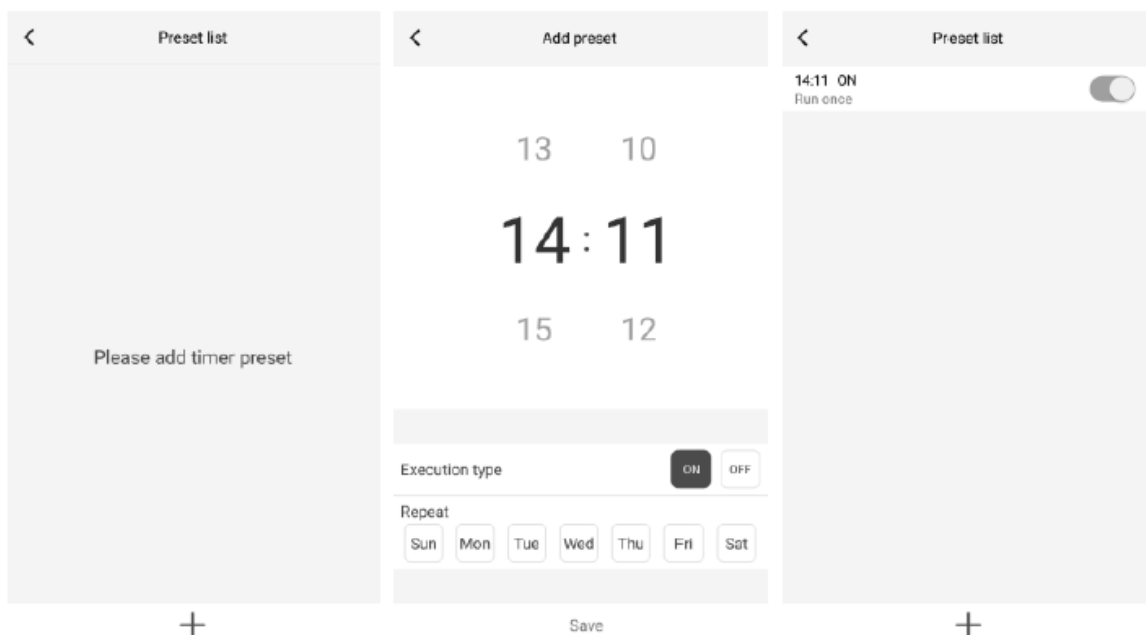 Preset list
Please add timer preset
Add preset
13 10
14 : 11
15 12
Execution type ON OFF
Repeat
Sun Mon Tue Wed Thu Fri Sat
Save
Preset list
14:11 ON
Run once